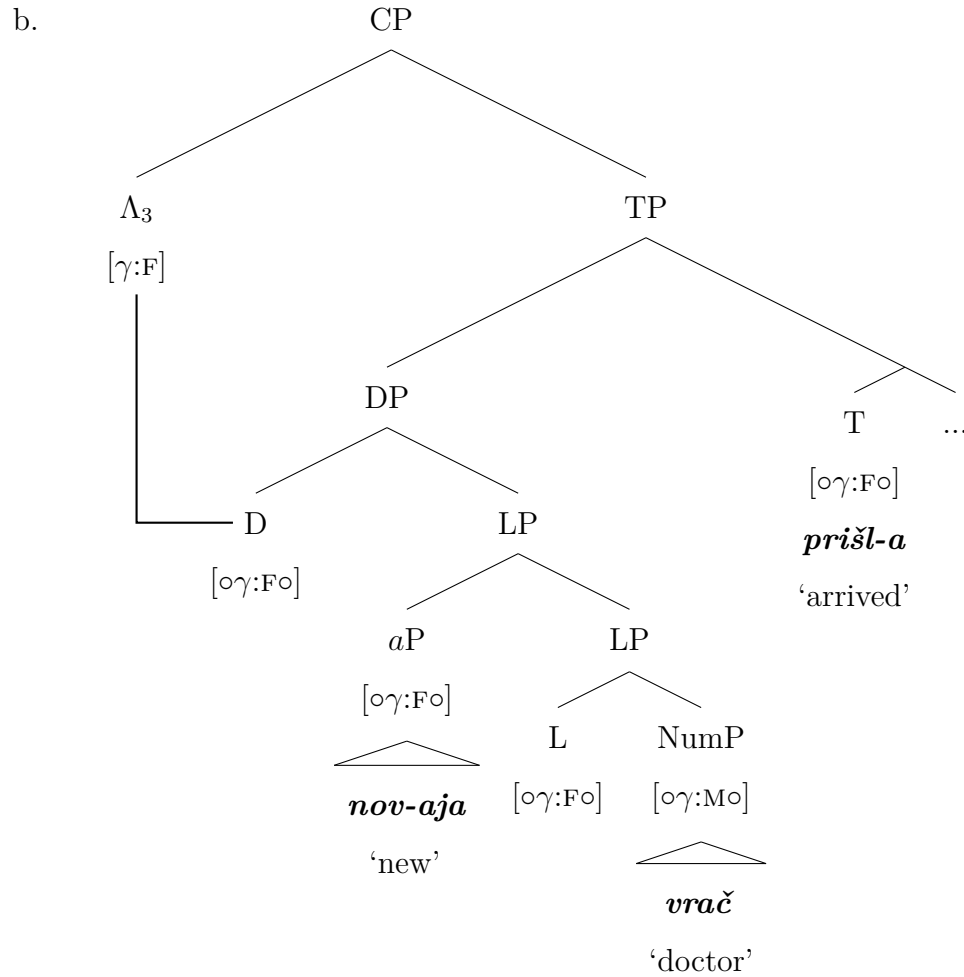 b.
CP
Λ₃ TP
[γ:F]
DP
T ...
[∘γ:F∘]
D LP prišl-a
[∘γ:F∘] ‘arrived’
aP LP
[∘γ:F∘]
L NumP
nov-aja [∘γ:F∘] [∘γ:M∘]
‘new’
vrač
‘doctor’